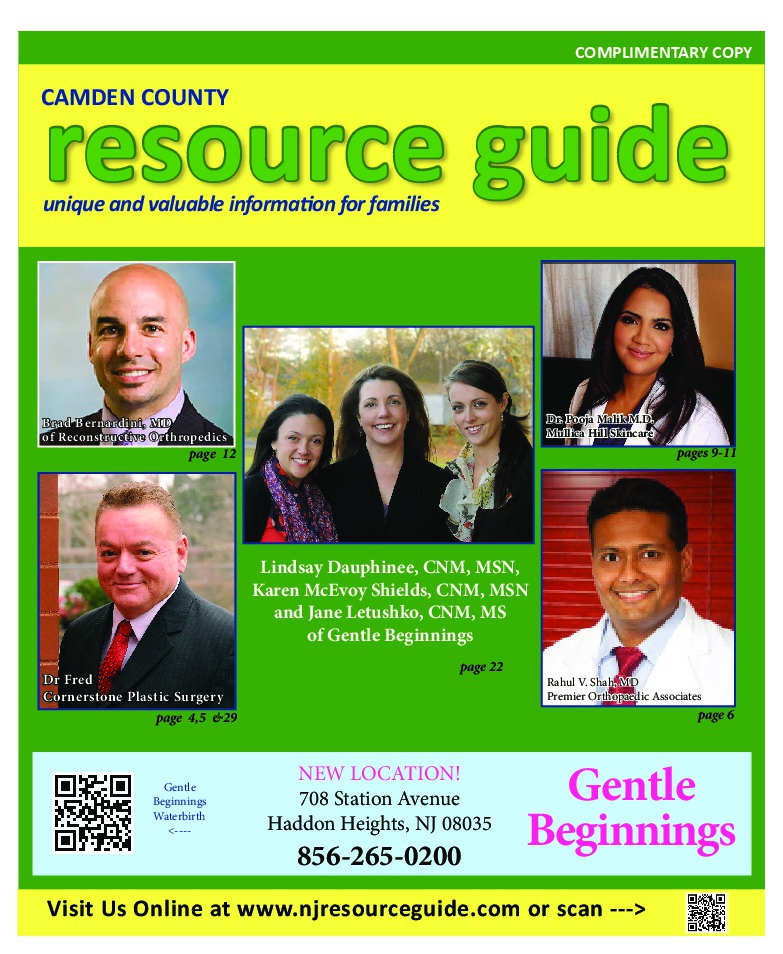 COMPLIMENTARY COPY
CAMDEN COUNTY
resource guide
unique and valuable information for families
Brad Bernardini, MD
of Reconstructive Orthropedics
page 12
Dr. Pooja Malik M.D.
Mullica Hill Skincare
pages 9-11
Dr Fred
Cornerstone Plastic Surgery
page 4,5 &29
Lindsay Dauphinee, CNM, MSN,
Karen McEvoy Shields, CNM, MSN
and Jane Letushko, CNM, MS
of Gentle Beginnings
page 22
Rahul V. Shah, MD
Premier Orthopaedic Associates
page 6
Gentle
Beginnings
Waterbirth
<----
NEW LOCATION!
708 Station Avenue
Haddon Heights, NJ 08035
856-265-0200
Gentle
Beginnings
Visit Us Online at www.njresourceguide.com or scan --->